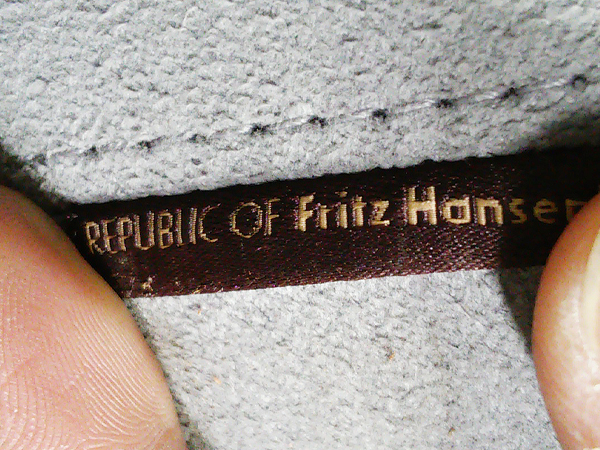 REPUBLIC OF Fritz Hansen